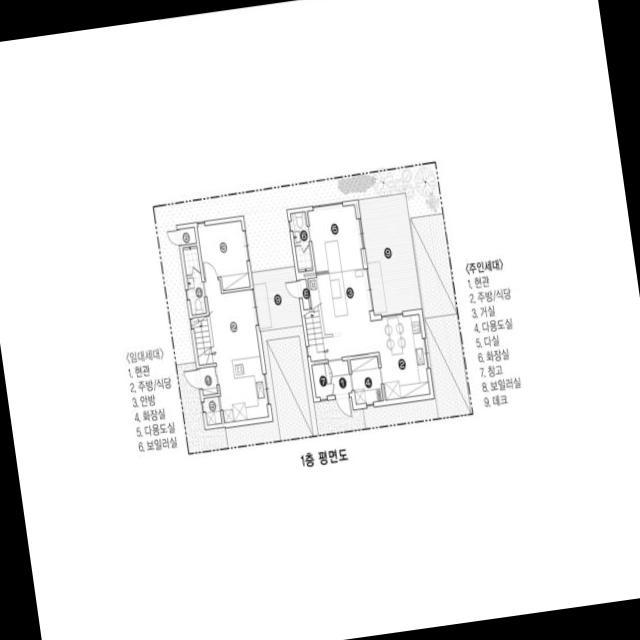 〈임대세대〉
1. 현관
2. 주방/식당
3. 안방
4. 화장실
5. 다용도실
6. 보일러실
〈주인세대〉
1. 현관
2. 주방/식당
3. 거실
4. 다용도실
5. 다실
6. 화장실
7. 창고
8. 보일러실
9. 데크
1층 평면도